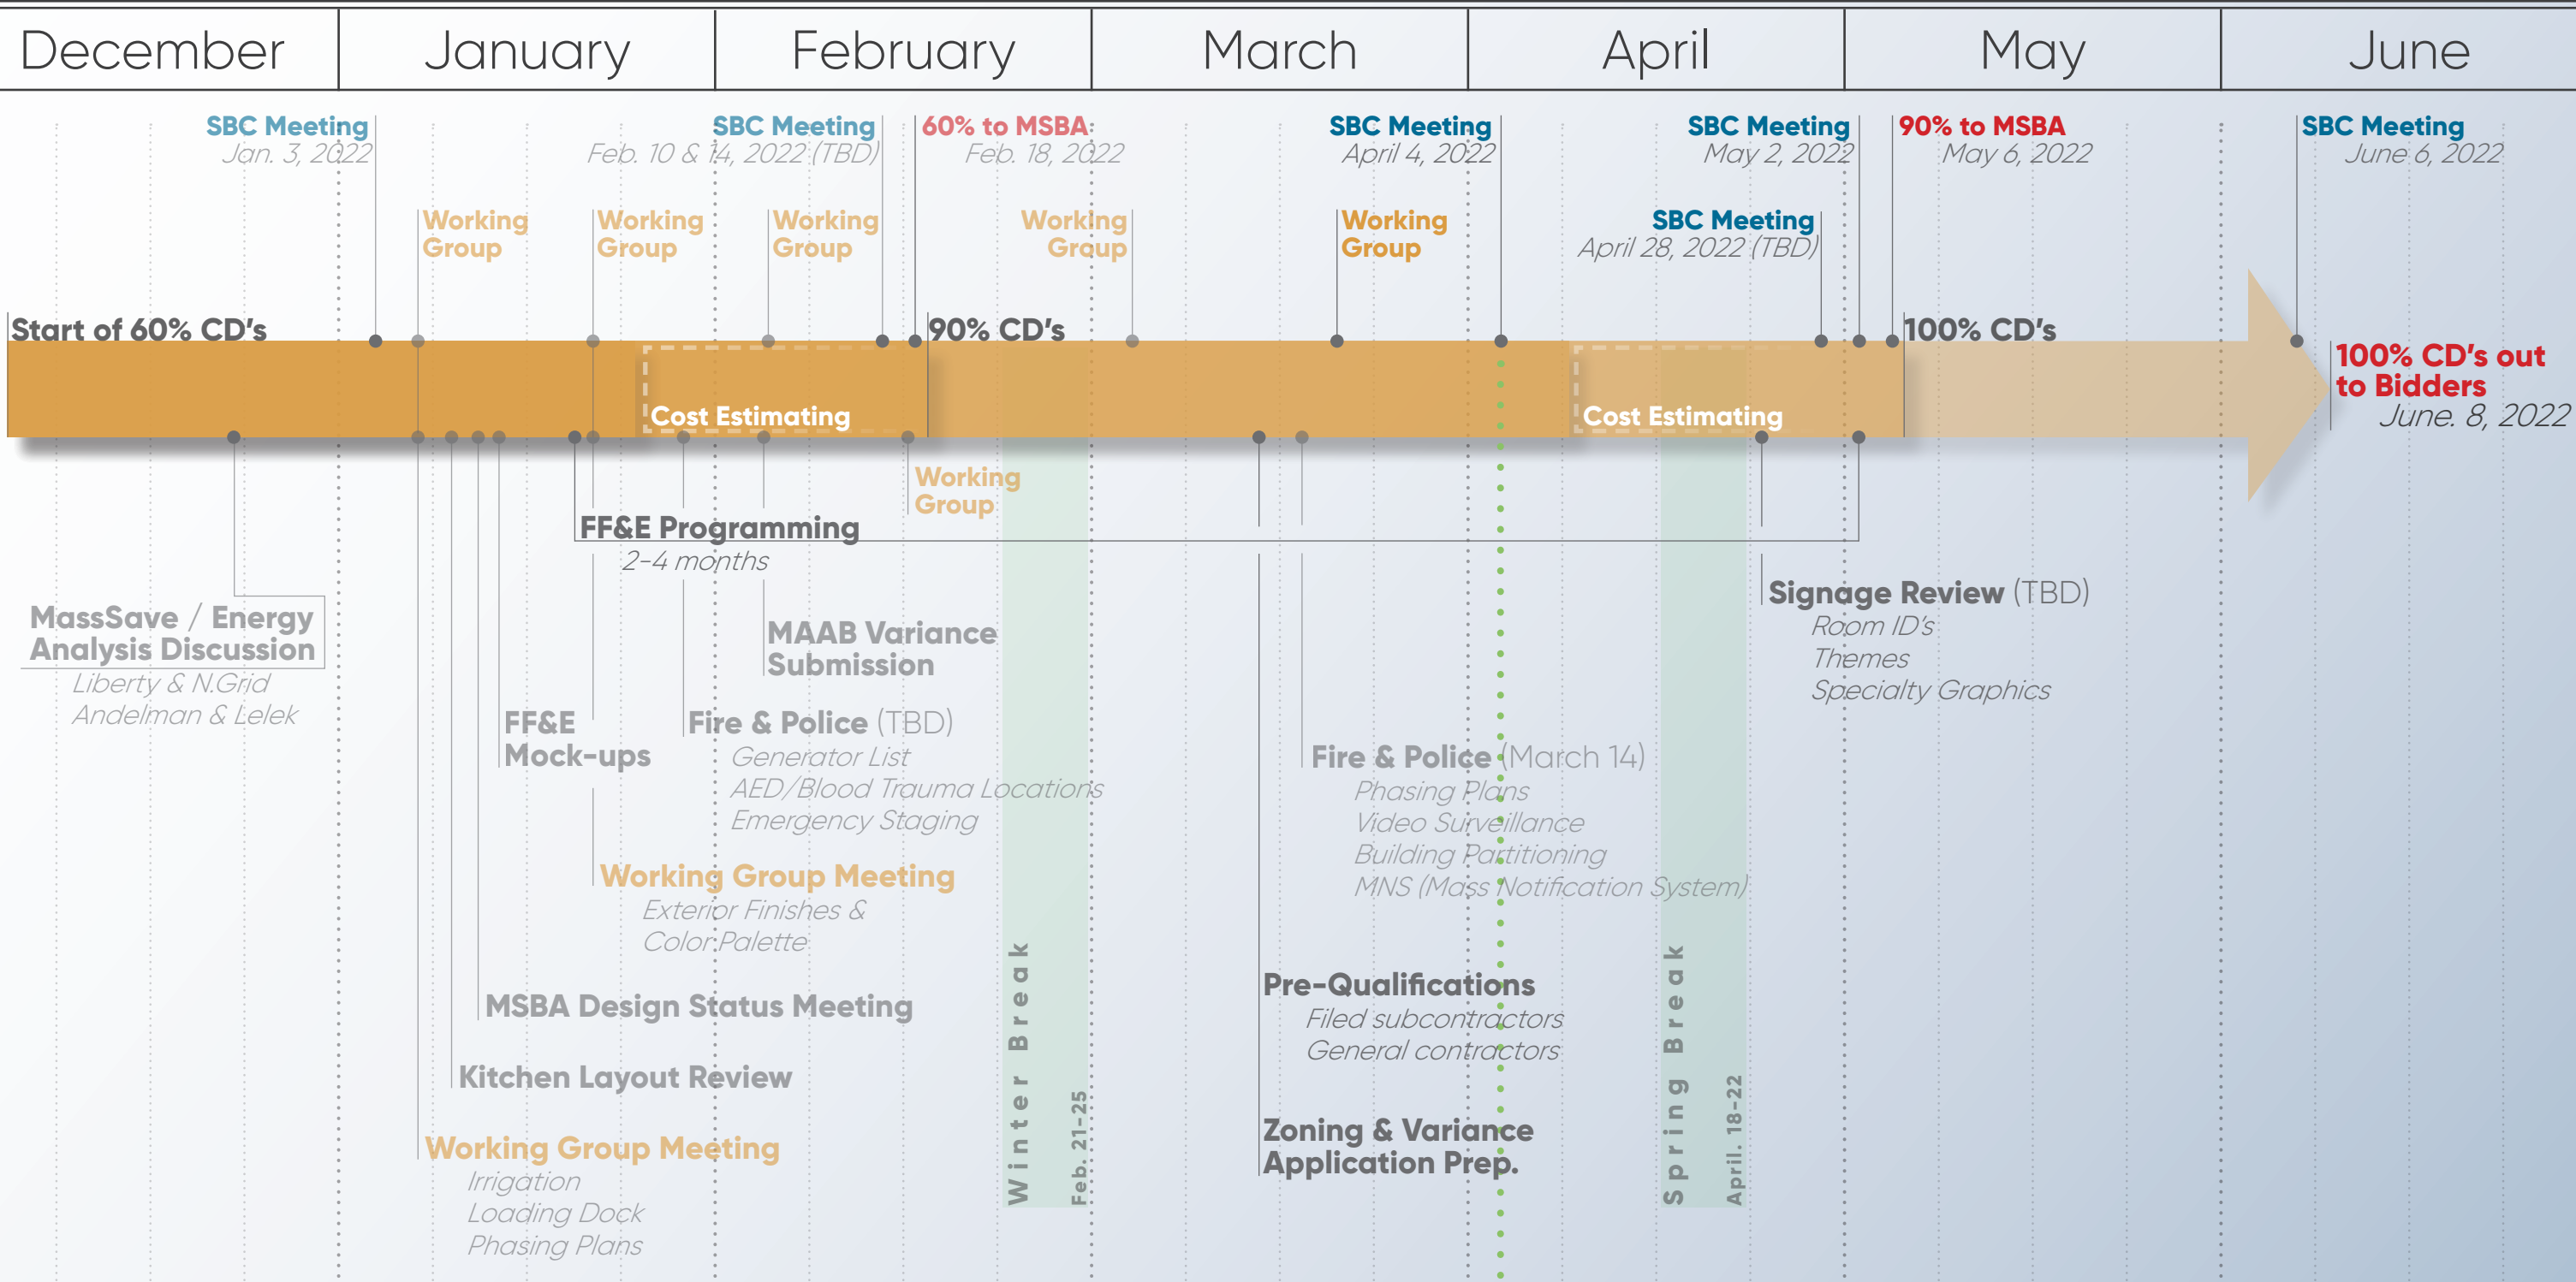 December January February March April May June
SBC Meeting
Jan. 3, 2022
SBC Meeting
Feb. 10 & 14, 2022 (TBD)
60% to MSBA
Feb. 18, 2022
SBC Meeting
April 4, 2022
SBC Meeting
May 2, 2022
90% to MSBA
May 6, 2022
SBC Meeting
June 6, 2022
Working
Group
Working
Group
Working
Group
Working
Group
Working
Group
SBC Meeting
April 28, 2022 (TBD)
Start of 60% CD's
90% CD's
100% CD's
100% CD's out
to Bidders
June. 8, 2022
Cost Estimating
Cost Estimating
Working
Group
FF&E Programming
2-4 months
MassSave / Energy
Analysis Discussion
Liberty & N.Grid
Andelman & Lelek
MAAB Variance
Submission
Signage Review (TBD)
Room ID's
Themes
Specialty Graphics
FF&E
Mock-ups
Fire & Police (TBD)
Generator List
AED/Blood Trauma Locations
Emergency Staging
Fire & Police (March 14)
Phasing Plans
Video Surveillance
Building Partitioning
MNS (Mass Notification System)
Working Group Meeting
Exterior Finishes &
Color Palette
MSBA Design Status Meeting
Kitchen Layout Review
Working Group Meeting
Irrigation
Loading Dock
Phasing Plans
Winter Break
Feb. 21-25
Pre-Qualifications
Filed subcontractors
General contractors
Zoning & Variance
Application Prep.
Spring Break
April. 18-22